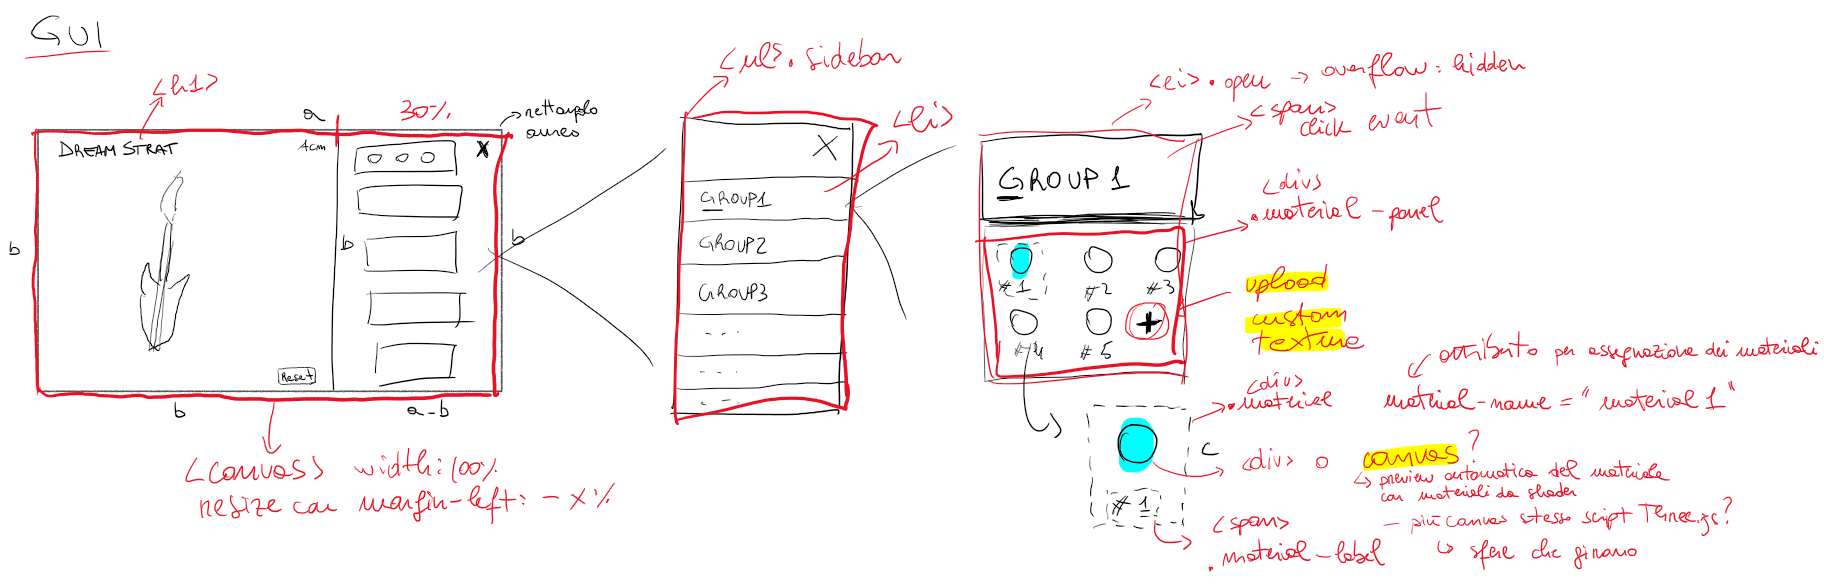 GUI
<h1>
a
30%
rettangolo
aureo
4cm
DREAM STRAT
X
b
b
b
Reset
b
a-b
<canvas> width: 100%
resize con margin-left: -x%
<ul>.sidebar
<li>
X
GROUP1
GROUP2
GROUP3
- - -
- - -
- - -
<li>.open → overflow: hidden
<span>
click event
GROUP 1
<div>
.material-panel
#1
#2
#3
#4
#5
+
upload
custom
texture
attributo per assegnazione dei materiali
material-name = "material 1"
<div>
.material
c
<div> o canvas?
preview automatica del materiale
con materiali da shader
- più canvas stesso script Three.js?
sfere che girano
#1
<span>
.material-label